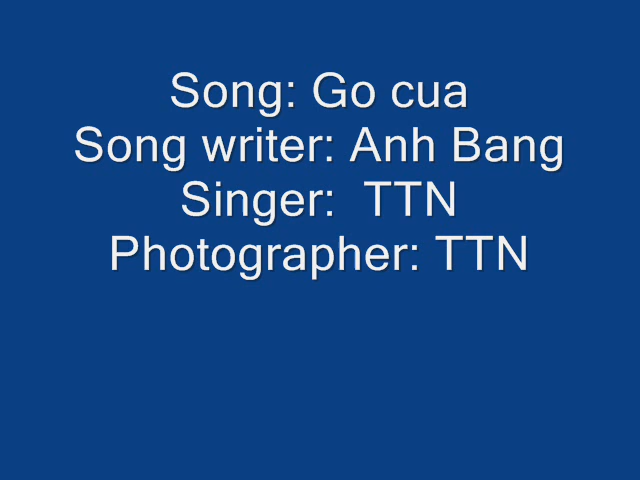 Song: Go cua
Song writer: Anh Bang
Singer:  TTN
Photographer: TTN